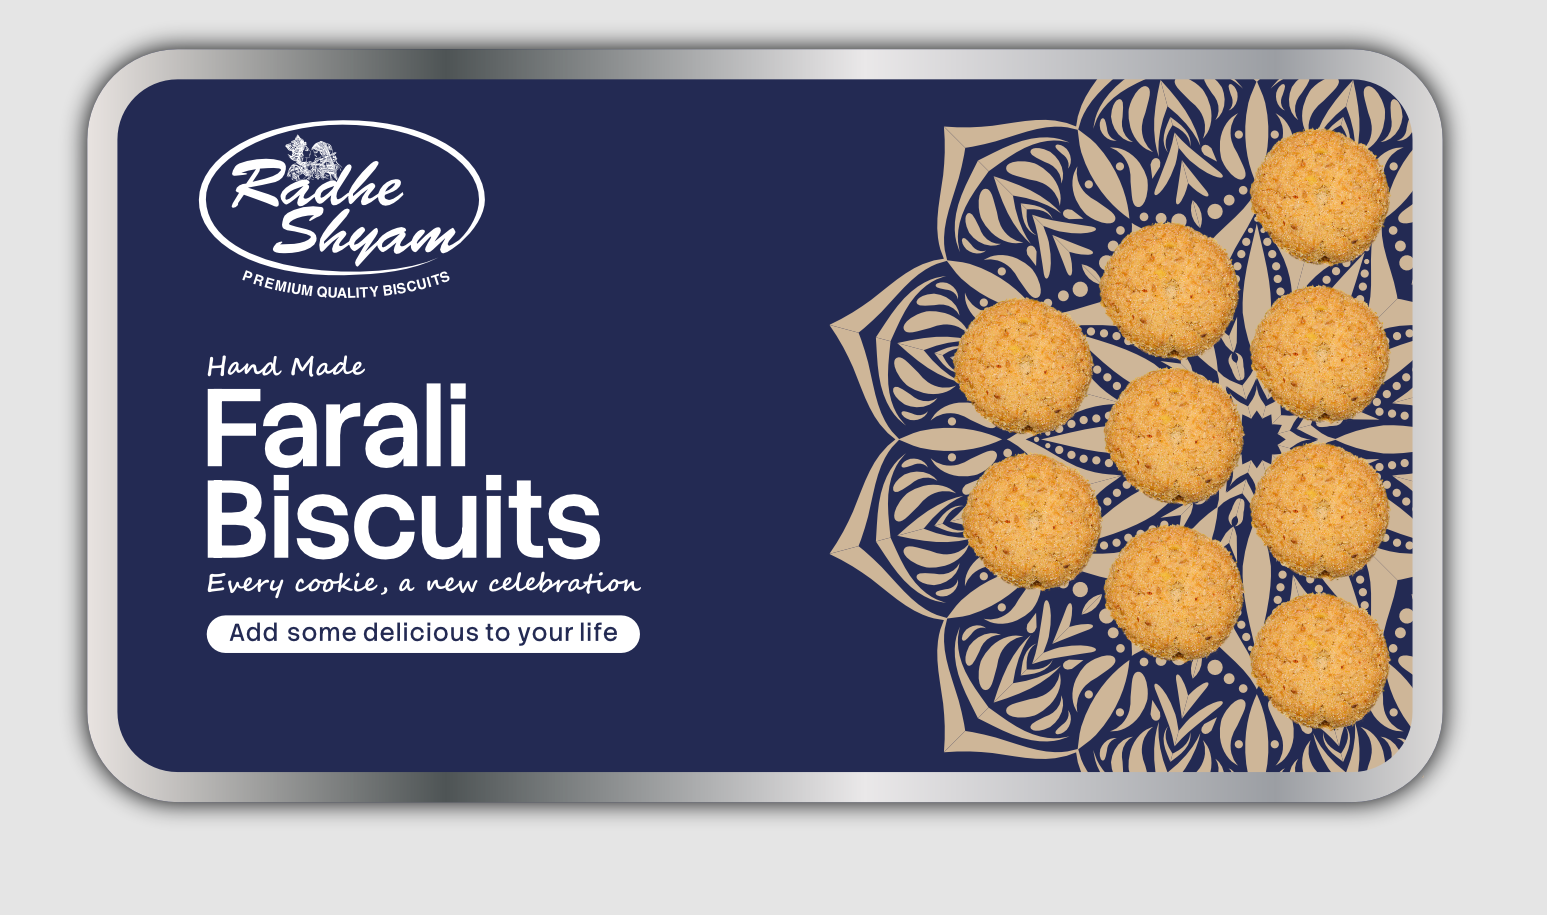 Radhe
Shyam
PREMIUM QUALITY BISCUITS
Hand Made
Farali
Biscuits
Every cookie, a new celebration
Add some delicious to your life